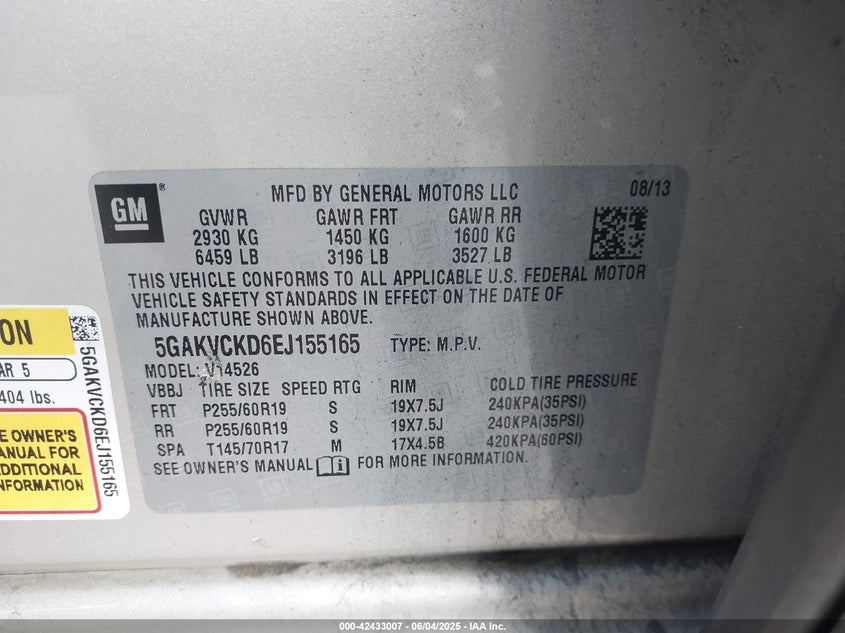 GM ®
MFD BY GENERAL MOTORS LLC 08/13
GVWR GAWR FRT GAWR RR
2930 KG 1450 KG 1600 KG
6459 LB 3196 LB 3527 LB
THIS VEHICLE CONFORMS TO ALL APPLICABLE U.S. FEDERAL MOTOR
VEHICLE SAFETY STANDARDS IN EFFECT ON THE DATE OF
MANUFACTURE SHOWN ABOVE.
5GAKVCKD6EJ155165 TYPE: M.P.V.
MODEL: V14526
VBBJ TIRE SIZE SPEED RTG RIM COLD TIRE PRESSURE
FRT P255/60R19 S 19X7.5J 240KPA(35PSI)
RR P255/60R19 S 19X7.5J 240KPA(35PSI)
SPA T145/70R17 M 17X4.5B 420KPA(60PSI)
SEE OWNER'S MANUAL FOR MORE INFORMATION.
ON
AR 5
404 lbs.
E OWNER'S
ANUAL FOR
ADDITIONAL
NFORMATION
5GAKVCKD6EJ155165
000-42433007 - 06/04/2025 - IAA Inc.